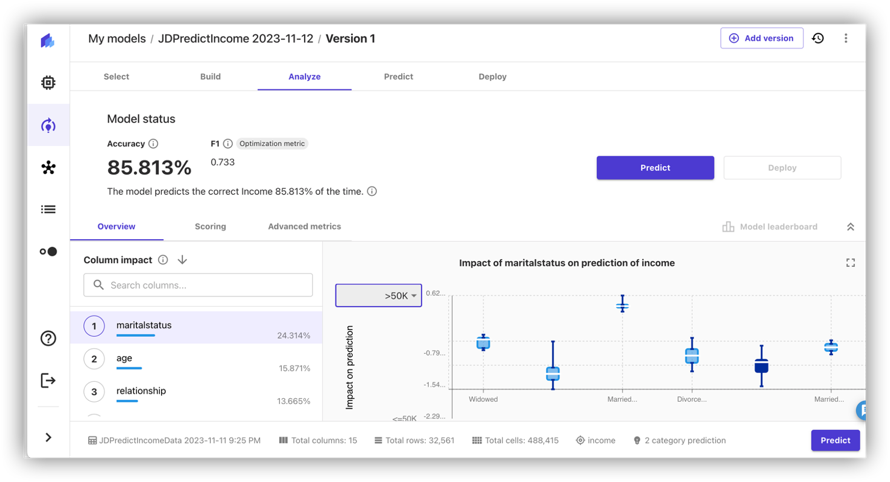 My models / JDPredictIncome 2023-11-12 / Version 1
Add version
Select Build Analyze Predict Deploy
Model status
Accuracy F1 Optimization metric
85.813% 0.733
The model predicts the correct Income 85.813% of the time.
Predict Deploy
Overview Scoring Advanced metrics
Model leaderboard
Column impact
Search columns...
1 maritalstatus 24.314%
2 age 15.871%
3 relationship 13.665%
Impact of maritalstatus on prediction of income
>50K
Impact on prediction
<=50K
0.62...
-0.79...
-1.54...
-2.29...
Widowed Married... Divorce... Married...
JDPredictIncomeData 2023-11-11 9:25 PM Total columns: 15 Total rows: 32,561 Total cells: 488,415 income 2 category prediction
Predict